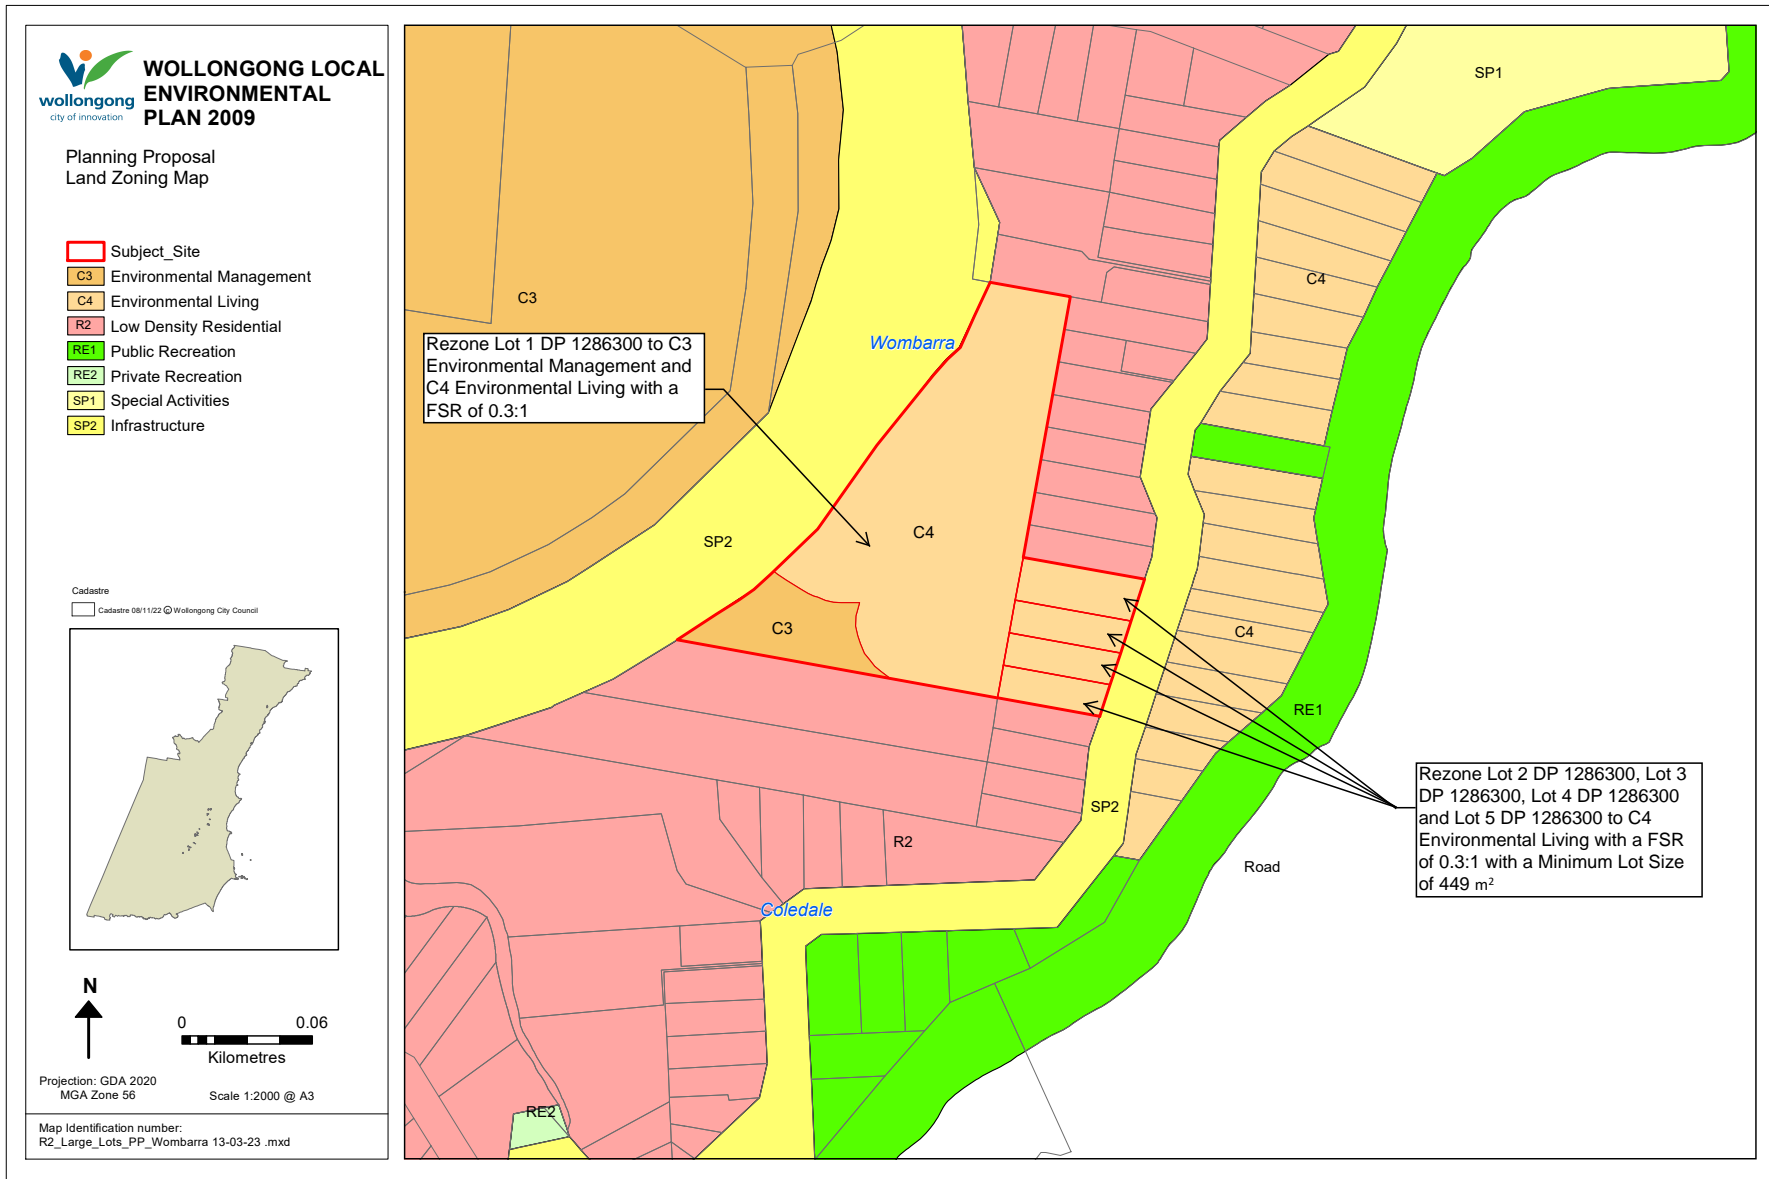 wollongong
city of innovation
WOLLONGONG LOCAL
ENVIRONMENTAL
PLAN 2009
Planning Proposal
Land Zoning Map
Subject_Site
C3 Environmental Management
C4 Environmental Living
R2 Low Density Residential
RE1 Public Recreation
RE2 Private Recreation
SP1 Special Activities
SP2 Infrastructure
Cadastre
Cadastre 08/11/22 © Wollongong City Council
N
0 0.06
Kilometres
Projection: GDA 2020
MGA Zone 56
Scale 1:2000 @ A3
Map Identification number:
R2_Large_Lots_PP_Wombarra 13-03-23 .mxd
SP1
C3
C4
Wombarra
Rezone Lot 1 DP 1286300 to C3
Environmental Management and
C4 Environmental Living with a
FSR of 0.3:1
SP2
C4
C3
C4
RE1
Rezone Lot 2 DP 1286300, Lot 3
DP 1286300, Lot 4 DP 1286300
and Lot 5 DP 1286300 to C4
Environmental Living with a FSR
of 0.3:1 with a Minimum Lot Size
of 449 m²
SP2
R2
Road
Coledale
RE2